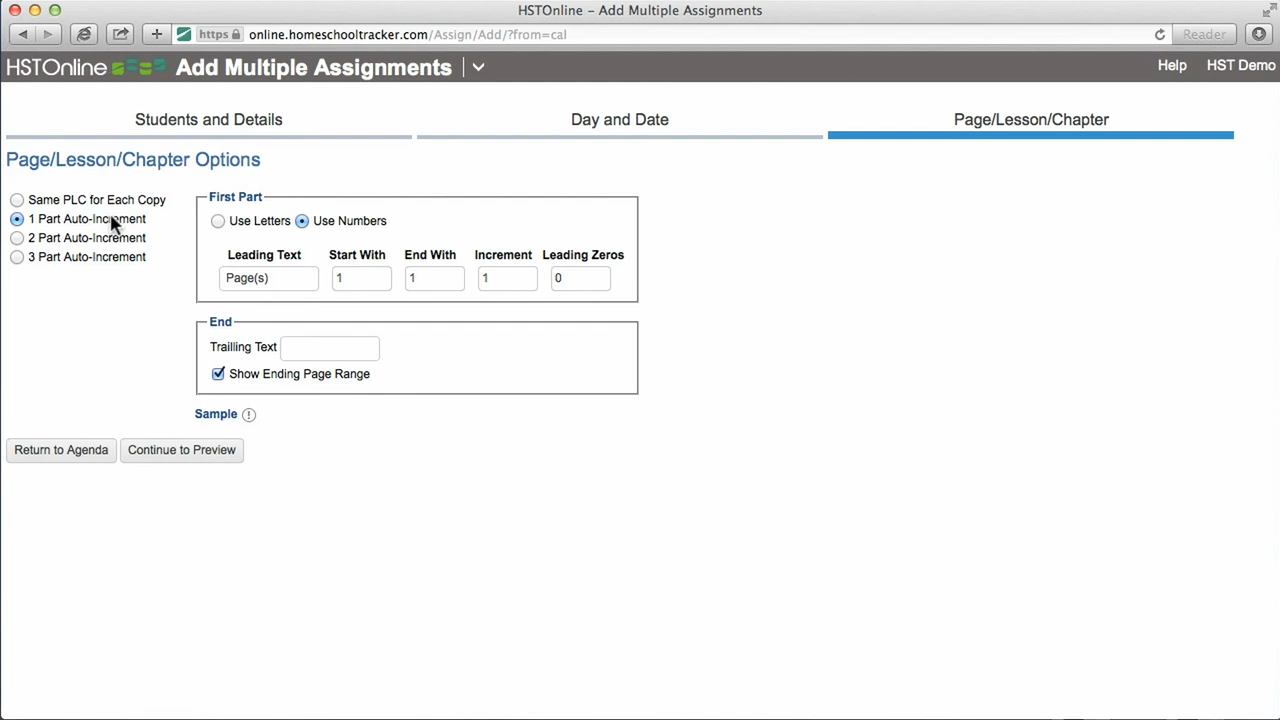 HSTOnline – Add Multiple Assignments
https online.homeschooltracker.com/Assign/Add/?from=cal Reader
HSTOnline Add Multiple Assignments Help HST Demo
Students and Details Day and Date Page/Lesson/Chapter
Page/Lesson/Chapter Options
Same PLC for Each Copy
1 Part Auto-Increment
2 Part Auto-Increment
3 Part Auto-Increment
First Part
Use Letters Use Numbers
Leading Text Start With End With Increment Leading Zeros
Page(s) 1 1 1 0
End
Trailling Text
Show Ending Page Range
Sample
Return to Agenda Continue to Preview